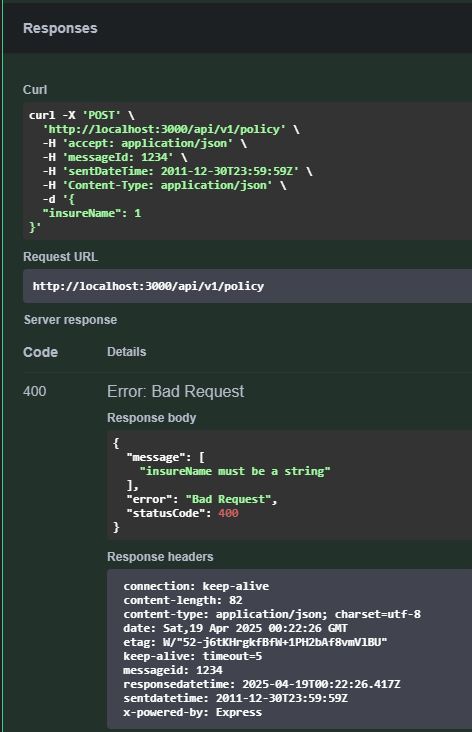 Responses
Curl
curl -X 'POST' \
'http://localhost:3000/api/v1/policy' \
-H 'accept: application/json' \
-H 'messageId: 1234' \
-H 'sentDateTime: 2011-12-30T23:59:59Z' \
-H 'Content-Type: application/json' \
-d '{
"insureName": 1
}'
Request URL
http://localhost:3000/api/v1/policy
Server response
Code Details
400 Error: Bad Request
Response body
{
"message": [
"insureName must be a string"
],
"error": "Bad Request",
"statusCode": 400
}
Response headers
connection: keep-alive
content-length: 82
content-type: application/json; charset=utf-8
date: Sat,19 Apr 2025 00:22:26 GMT
etag: W/"52-j6tKHrgkfBfW+1PH2bAf8vmVlBU"
keep-alive: timeout=5
messageid: 1234
responsedatetime: 2025-04-19T00:22:26.417Z
sentdatetime: 2011-12-30T23:59:59Z
x-powered-by: Express